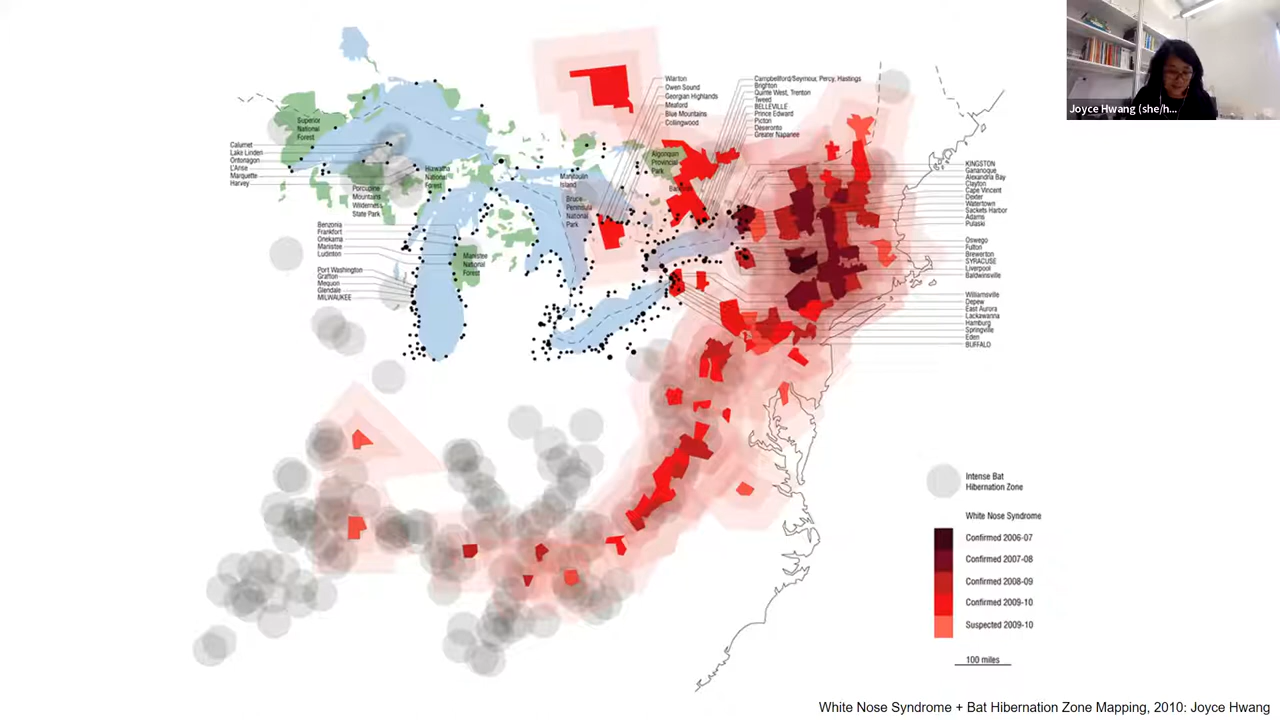 Joyce Hwang (she/h...
Superior
National
Forest
Calumet
Lake Linden
Ontonagon
L'Anse
Marquette
Harvey
Porcupine
Mountains
Wilderness
State Park
Hiawatha
National
Forest
Benzonia
Frankfort
Onekama
Manistee
Ludinton
Port Washington
Grafton
Mequon
Glendale
MILWAUKEE
Manistee
National
Forest
Manitoulin
Island
Bruce
Peninsula
National
Park
Wiarton
Owen Sound
Georgian Highlands
Meaford
Blue Mountains
Collingwood
Algonquin
Provincial
Park
Campbellford/Seymour, Percy, Hastings
Brighton
Quinte West, Trenton
Tweed
BELLEVILLE
Prince Edward
Picton
Deseronto
Greater Napanee
KINGSTON
Gananoque
Alexandria Bay
Clayton
Cape Vincent
Dexter
Watertown
Sackets Harbor
Adams
Pulaski
Oswego
Fulton
Brewerton
SYRACUSE
Liverpool
Baldwinsville
Williamsville
Depew
East Aurora
Lackawanna
Hamburg
Springville
Eden
BUFFALO
Intense Bat
Hibernation Zone
White Nose Syndrome
Confirmed 2006-07
Confirmed 2007-08
Confirmed 2008-09
Confirmed 2009-10
Suspected 2009-10
100 miles
White Nose Syndrome + Bat Hibernation Zone Mapping, 2010: Joyce Hwang